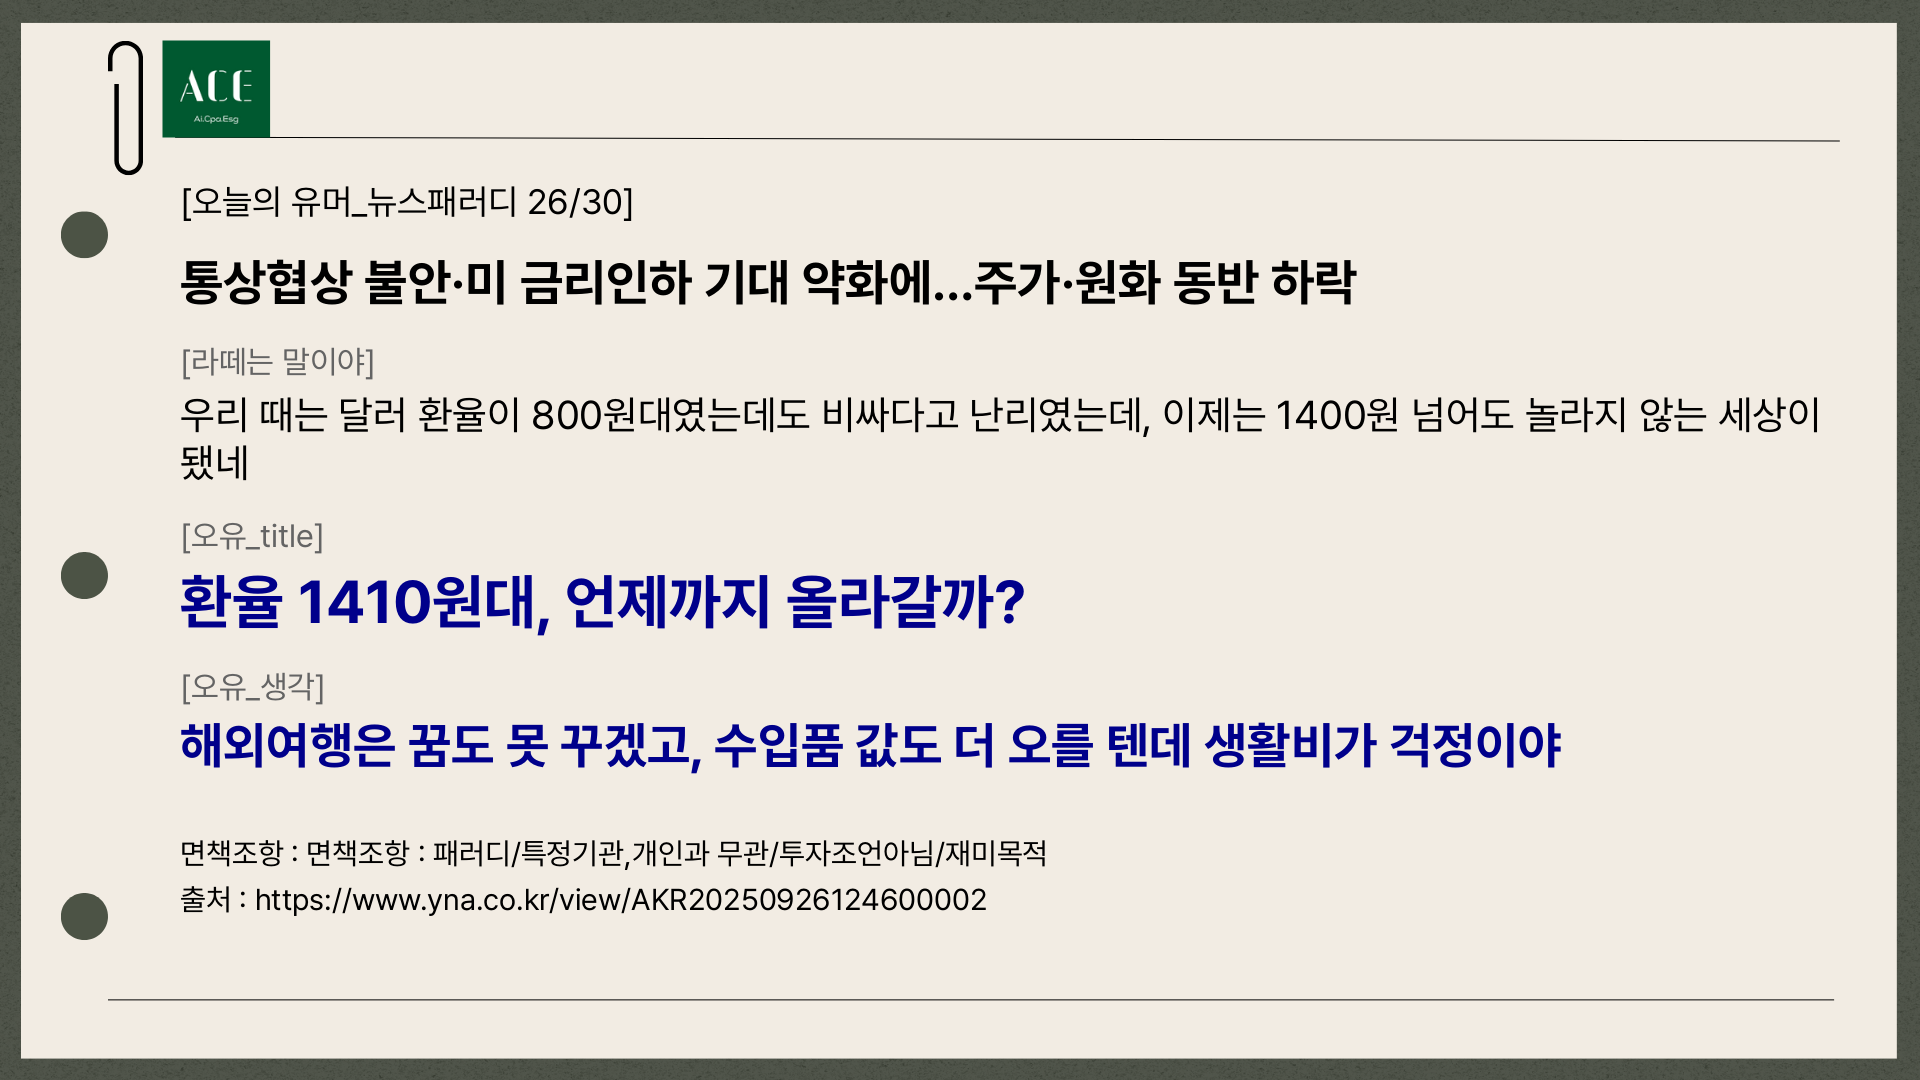 ACE
Ai.Cpa.Esg
[오늘의 유머_뉴스패러디 26/30]
통상협상 불안·미 금리인하 기대 약화에...주가·원화 동반 하락
[라떼는 말이야]
우리 때는 달러 환율이 800원대였는데도 비싸다고 난리였는데, 이제는 1400원 넘어도 놀라지 않는 세상이
됐네
[오유_title]
환율 1410원대, 언제까지 올라갈까?
[오유_생각]
해외여행은 꿈도 못 꾸겠고, 수입품 값도 더 오를 텐데 생활비가 걱정이야
면책조항 : 면책조항 : 패러디/특정기관,개인과 무관/투자조언아님/재미목적
출처 : https://www.yna.co.kr/view/AKR20250926124600002